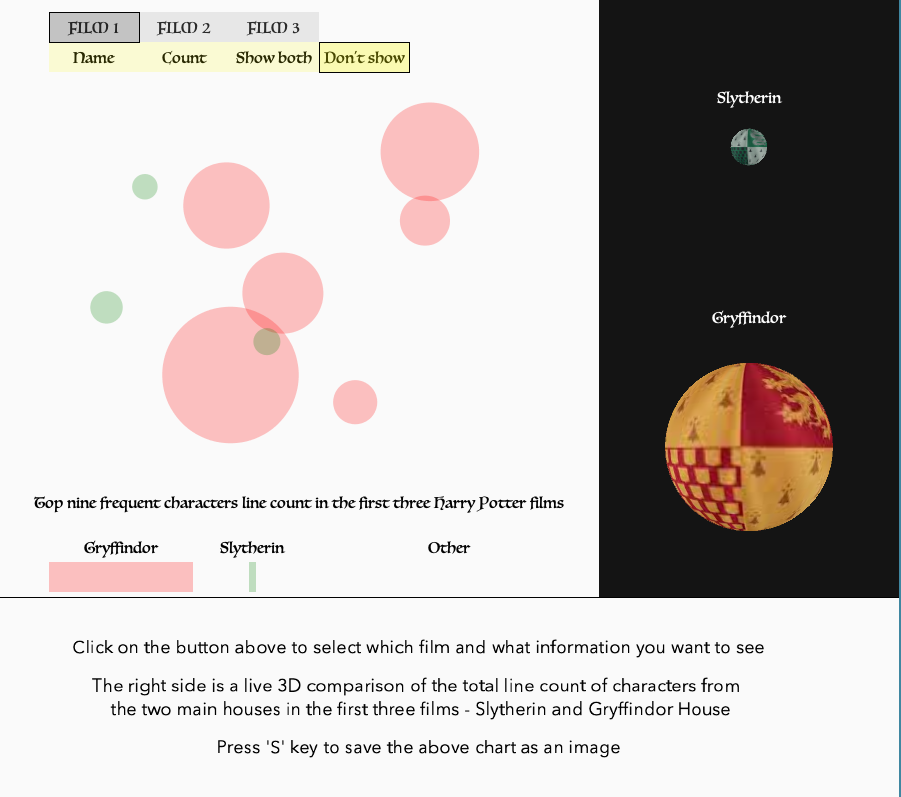 FILM 1 FILM 2 FILM 3
Name Count Show both Don't show
Slytherin
Gryffindor
Top nine frequent characters line count in the first three Harry Potter films
Gryffindor Slytherin Other
Click on the button above to select which film and what information you want to see
The right side is a live 3D comparison of the total line count of characters from
the two main houses in the first three films - Slytherin and Gryffindor House
Press 'S' key to save the above chart as an image